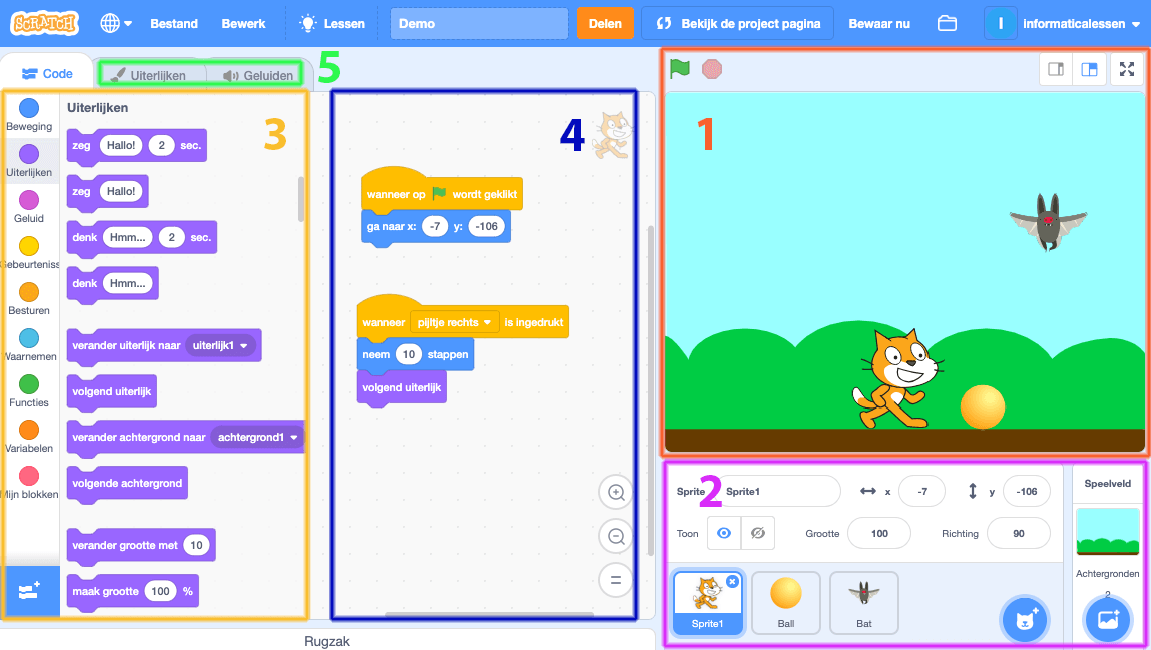 SCRATCH
Bestand
Bewerk
Lessen
Demo
Delen
Bekijk de project pagina
Bewaar nu
I
informaticalessen
Code
Uiterlijken
Geluiden
5
Beweging
Uiterlijken
Geluid
Gebeurteniss
Besturen
Waarnemen
Functies
Variabelen
Mijn blokken
Uiterlijken
3
zeg Hallo! 2 sec.
zeg Hallo!
denk Hmm... 2 sec.
denk Hmm...
verander uiterlijk naar uiterlijk1
volgend uiterlijk
verander achtergrond naar achtergrond1
volgende achtergrond
verander grootte met 10
maak grootte 100 %
4
wanneer op wordt geklikt
ga naar x: -7 y: -106
wanneer pijltje rechts is ingedrukt
neem 10 stappen
volgend uiterlijk
1
2
Sprite Sprite1 x -7 y -106
Toon Grootte 100 Richting 90
Sprite1
Ball
Bat
Speelveld
Achtergronden
2
Rugzak